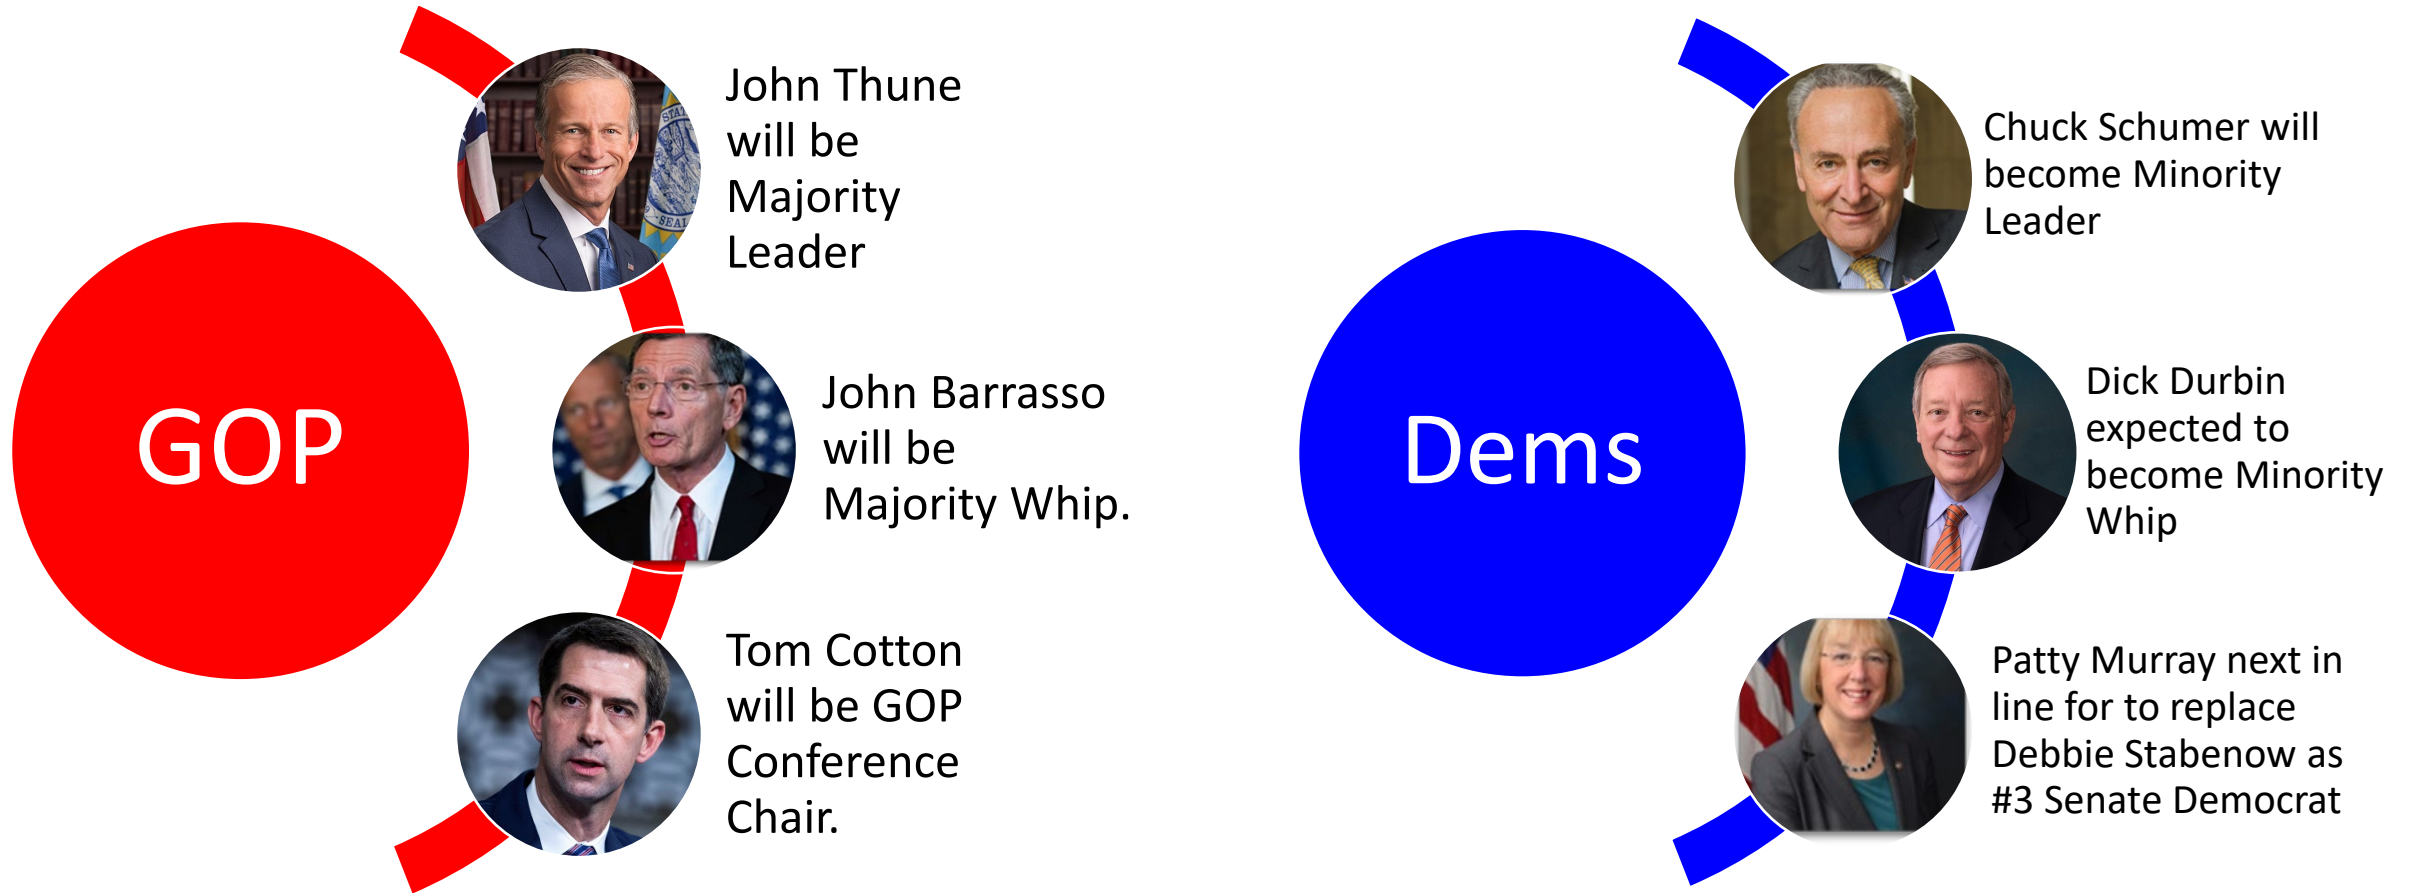 GOP
John Thune
will be
Majority
Leader
John Barrasso
will be
Majority Whip.
Tom Cotton
will be GOP
Conference
Chair.
Dems
Chuck Schumer will
become Minority
Leader
Dick Durbin
expected to
become Minority
Whip
Patty Murray next in
line for to replace
Debbie Stabenow as
#3 Senate Democrat